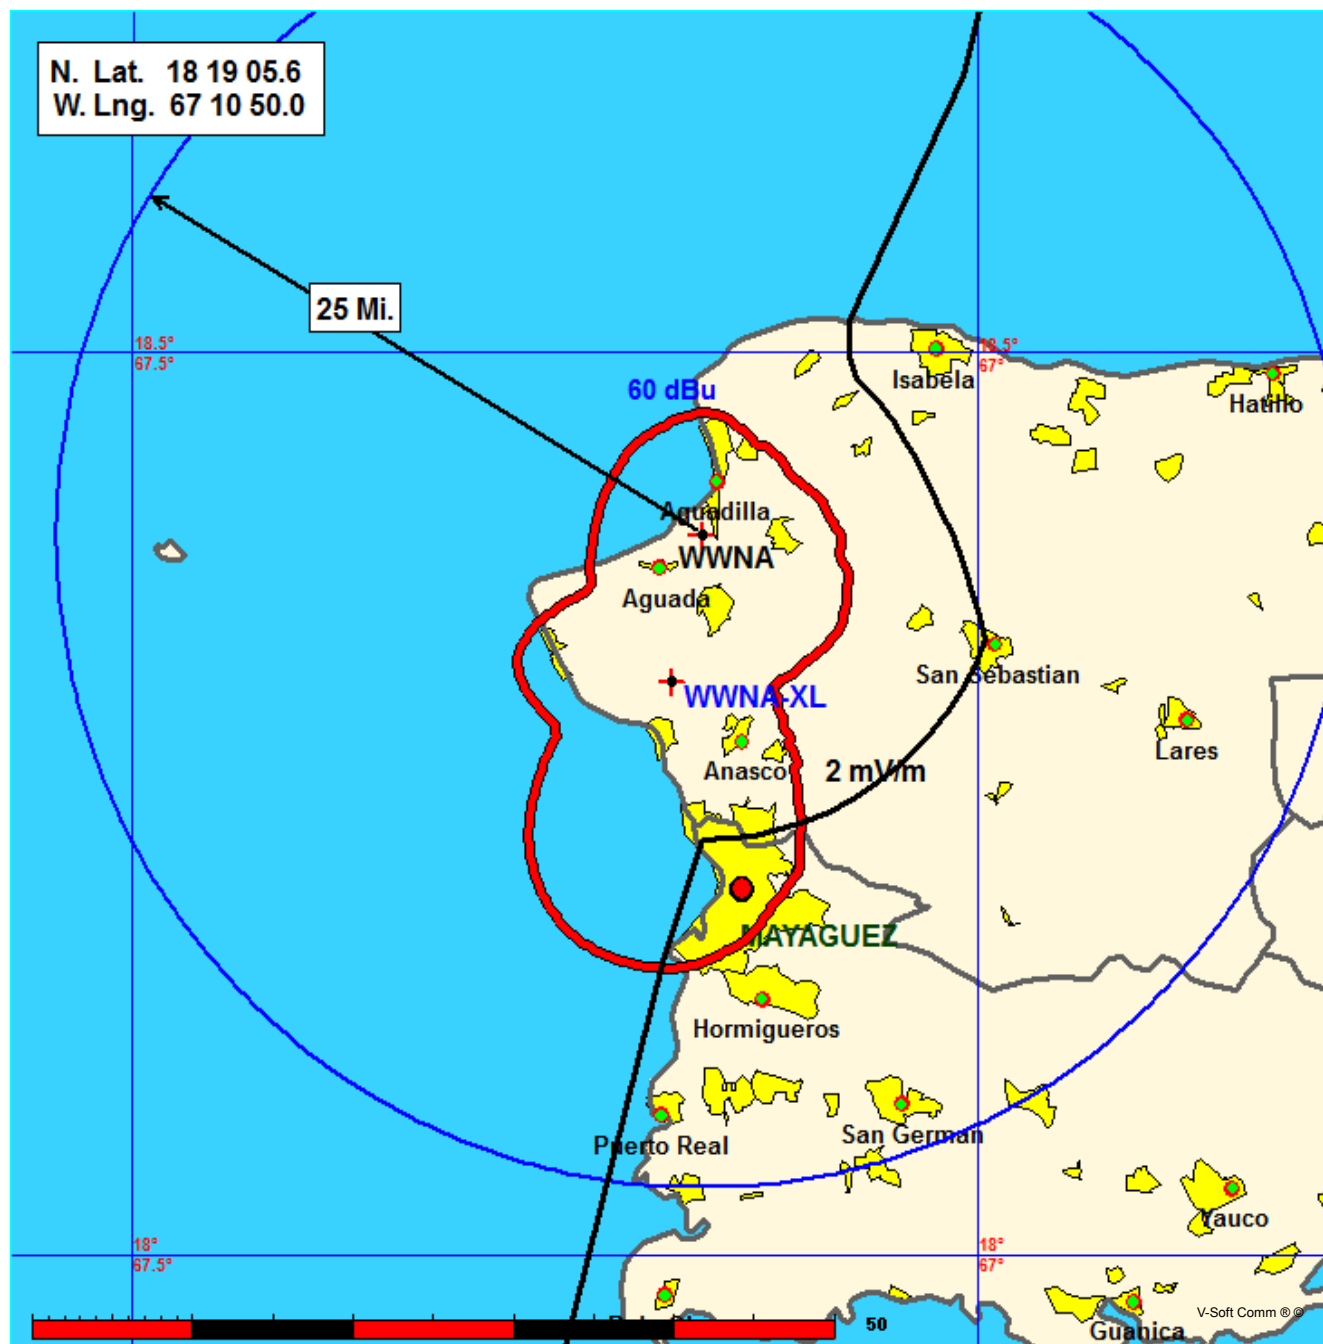 N. Lat. 18 19 05.6
W. Lng. 67 10 50.0
25 Mi.
18.5°
67.5°
18.5°
67°
60 dBu
Isabela
Hatillo
Aguadilla
WWNA
Aguada
San Sebastian
WWNA-XL
Lares
Anasco
2 mV/m
MAYAGUEZ
Hormigueros
San German
Puerto Real
Yauco
18°
67.5°
18°
67°
V-Soft Comm ® ©
50
Guanica